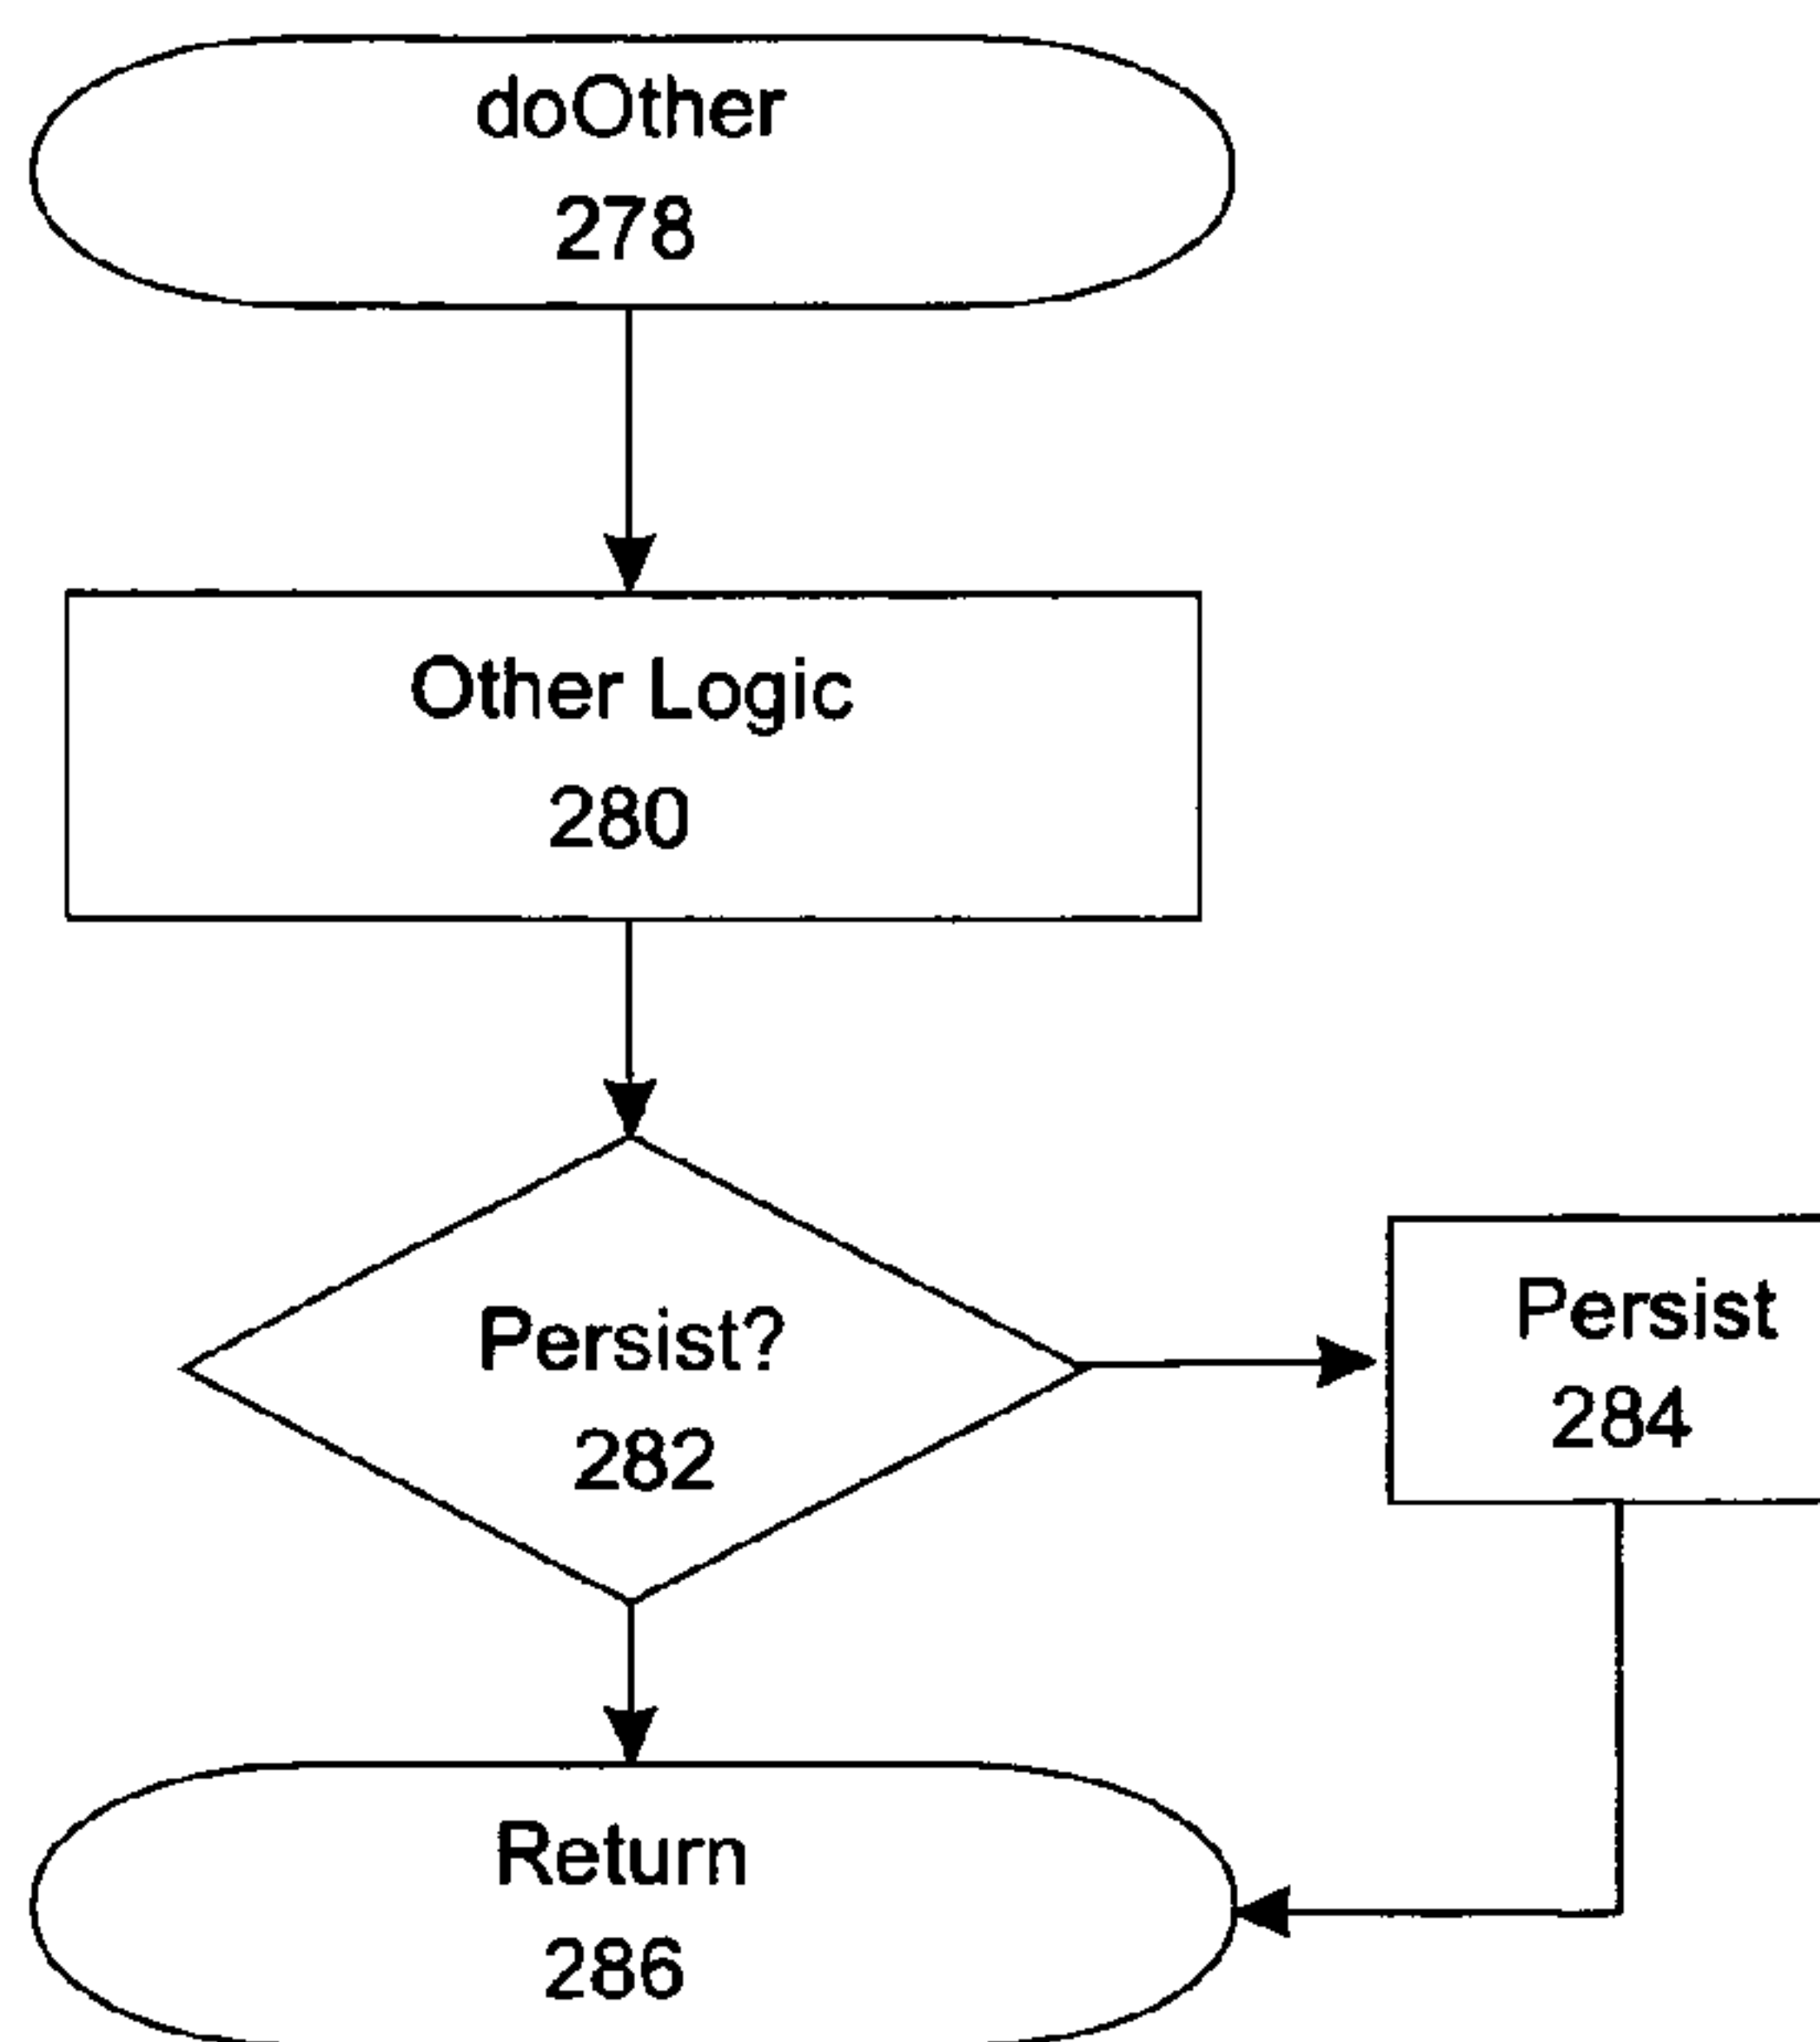 doOther
278
Other Logic
280
Persist?
282
Persist
284
Return
286